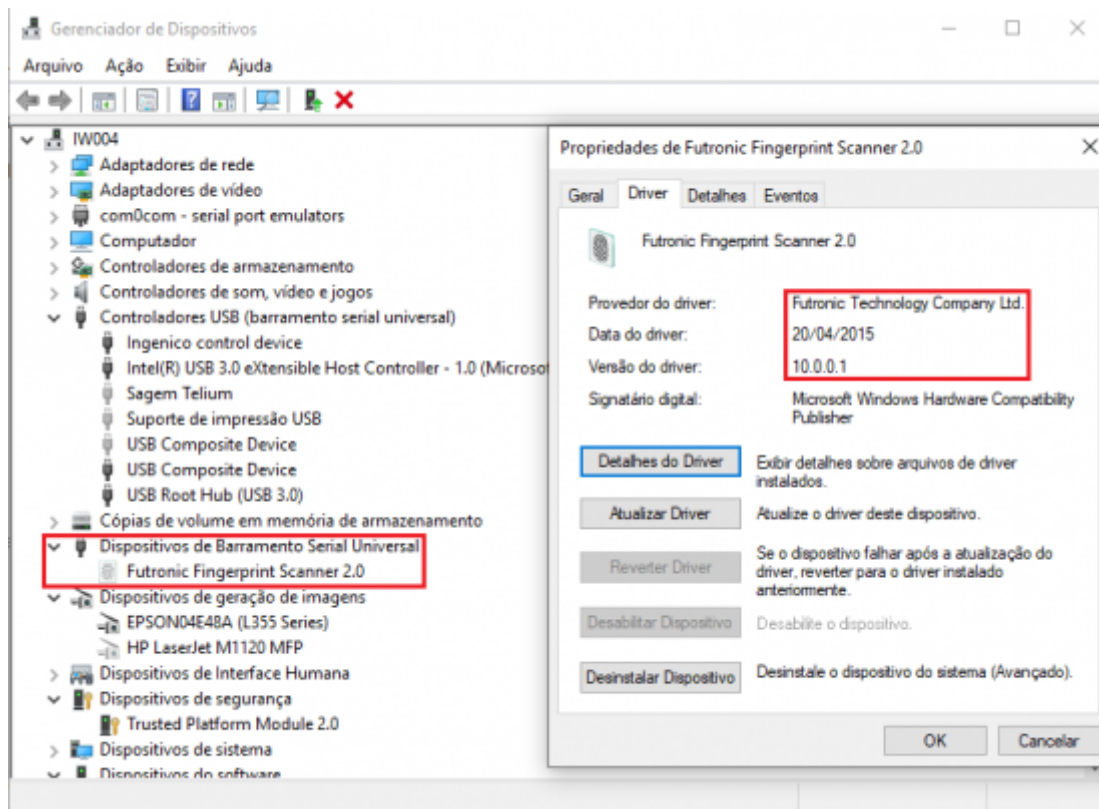 Gerenciador de Dispositivos
Arquivo Ação Exibir Ajuda
IW004
Adaptadores de rede
Adaptadores de vídeo
com0com - serial port emulators
Computador
Controladores de armazenamento
Controladores de som, vídeo e jogos
Controladores USB (barramento serial universal)
Ingenico control device
Intel(R) USB 3.0 eXtensible Host Controller - 1.0 (Microsof
Sagem Telium
Suporte de impressão USB
USB Composite Device
USB Composite Device
USB Root Hub (USB 3.0)
Cópias de volume em memória de armazenamento
Dispositivos de Barramento Serial Universal
Futronic Fingerprint Scanner 2.0
Dispositivos de geração de imagens
EPSON04E48A (L355 Series)
HP LaserJet M1120 MFP
Dispositivos de Interface Humana
Dispositivos de segurança
Trusted Platform Module 2.0
Dispositivos de sistema
Dispositivos do software
Propriedades de Futronic Fingerprint Scanner 2.0
Geral Driver Detalhes Eventos
Futronic Fingerprint Scanner 2.0
Provedor do driver: Futronic Technology Company Ltd.
Data do driver: 20/04/2015
Versão do driver: 10.0.0.1
Signatário digital: Microsoft Windows Hardware Compatibility
Publisher
Detalhes do Driver Exibir detalhes sobre arquivos de driver
instalados.
Atualizar Driver Atualize o driver deste dispositivo.
Reverter Driver Se o dispositivo falhar após a atualização do
driver, reverter para o driver instalado
anteriormente.
Desabilitar Dispositivo Desabilite o dispositivo.
Desinstalar Dispositivo Desinstale o dispositivo do sistema (Avançado).
OK Cancelar